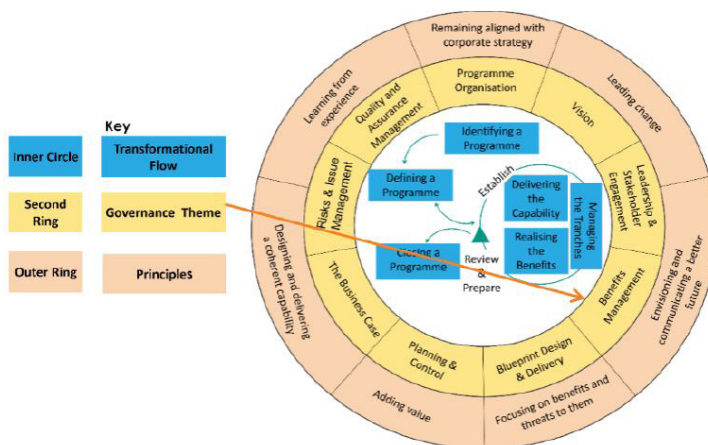 Key
Inner Circle
Transformational
Flow
Second
Ring
Governance Theme
Outer Ring
Principles
Remaining aligned with
corporate strategy
Leading change
Envisioning and
communicating a better
future
Focusing on benefits and
threats to them
Adding value
Designing and delivering
a coherent capability
Learning from
experience
Programme
Organisation
Vision
Leadership &
Stakeholder
Engagement
Benefits
Management
Blueprint Design
& Delivery
Planning &
Control
The Business Case
Risks & Issue
Management
Quality and
Assurance
Management
Identifying a
Programme
Defining a
Programme
Establish
Delivering
the
Capability
Managing
the Tranches
Realising
the
Benefits
Closing a
Programme
Review
&
Prepare